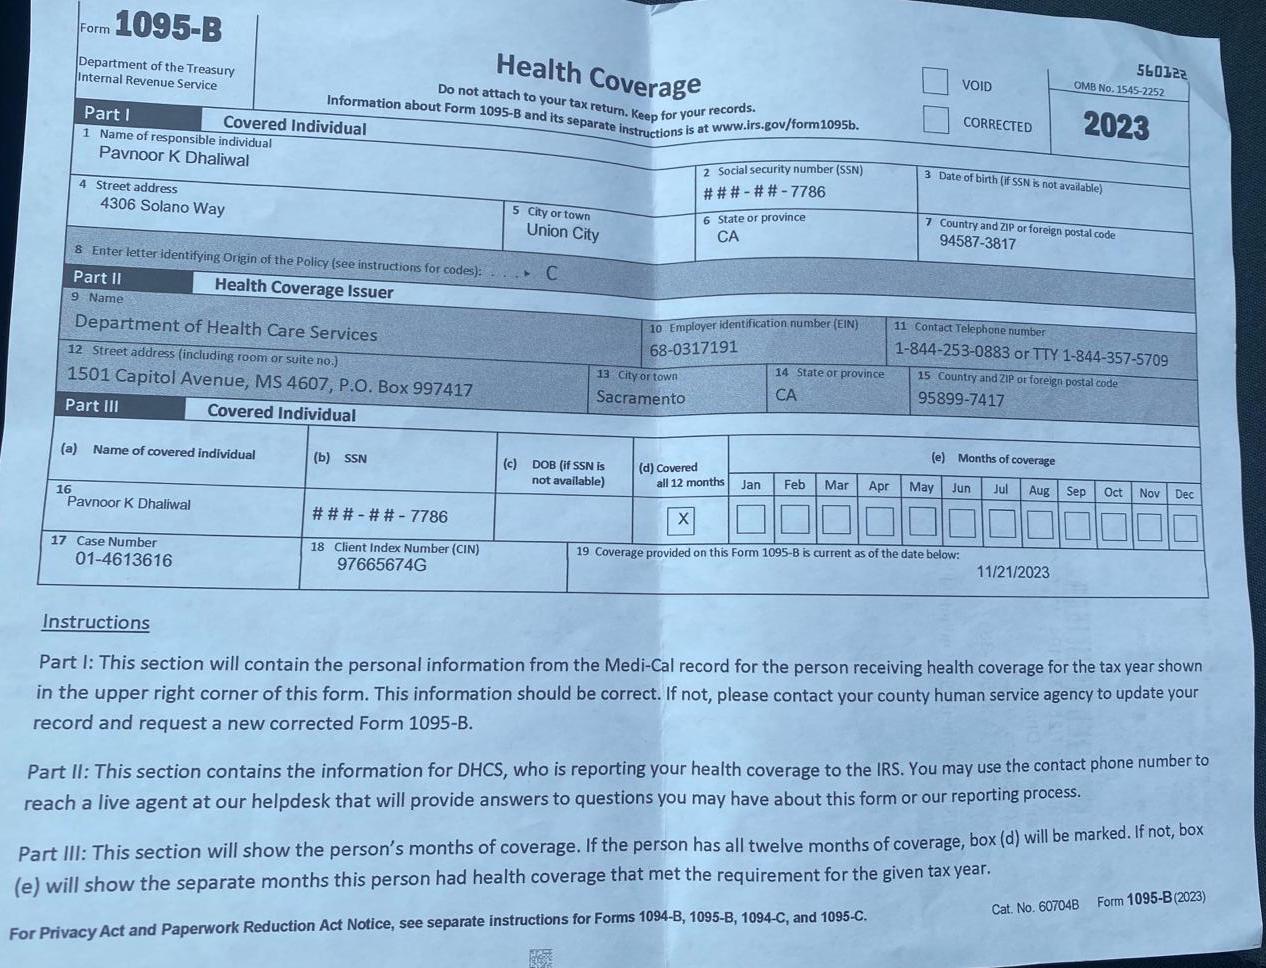 Form 1095-B
Department of the Treasury
Internal Revenue Service
Health Coverage
Do not attach to your tax return. Keep for your records.
Information about Form 1095-B and its separate instructions is at www.irs.gov/form1095b.
VOID
CORRECTED
560122
OMB No. 1545-2252
2023
Part I Covered Individual
1 Name of responsible individual
Pavnoor K Dhaliwal
2 Social security number (SSN)
###-##-7786
3 Date of birth (if SSN is not available)
4 Street address
4306 Solano Way
5 City or town
Union City
6 State or province
CA
7 Country and ZIP or foreign postal code
94587-3817
8 Enter letter identifying Origin of the Policy (see instructions for codes): . . . . ▸ C
Part II Health Coverage Issuer
9 Name
Department of Health Care Services
10 Employer identification number (EIN)
68-0317191
11 Contact Telephone number
1-844-253-0883 or TTY 1-844-357-5709
12 Street address (including room or suite no.)
1501 Capitol Avenue, MS 4607, P.O. Box 997417
13 City or town
Sacramento
14 State or province
CA
15 Country and ZIP or foreign postal code
95899-7417
Part III Covered Individual
(a) Name of covered individual
(b) SSN
(c) DOB (if SSN is
not available)
(d) Covered
all 12 months
(e) Months of coverage
Jan Feb Mar Apr May Jun Jul Aug Sep Oct Nov Dec
16
Pavnoor K Dhaliwal
###-##-7786
X
17 Case Number
01-4613616
18 Client Index Number (CIN)
97665674G
19 Coverage provided on this Form 1095-B is current as of the date below:
11/21/2023
Instructions
Part I: This section will contain the personal information from the Medi-Cal record for the person receiving health coverage for the tax year shown
in the upper right corner of this form. This information should be correct. If not, please contact your county human service agency to update your
record and request a new corrected Form 1095-B.
Part II: This section contains the information for DHCS, who is reporting your health coverage to the IRS. You may use the contact phone number to
reach a live agent at our helpdesk that will provide answers to questions you may have about this form or our reporting process.
Part III: This section will show the person's months of coverage. If the person has all twelve months of coverage, box (d) will be marked. If not, box
(e) will show the separate months this person had health coverage that met the requirement for the given tax year.
For Privacy Act and Paperwork Reduction Act Notice, see separate instructions for Forms 1094-B, 1095-B, 1094-C, and 1095-C.
Cat. No. 60704B Form 1095-B (2023)